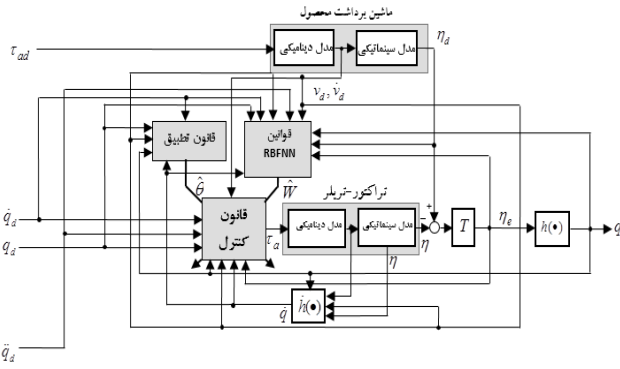 ماشین برداشت محصول
τ_ad
مدل دینامیکی
مدل سینماتیکی
η_d
v_d , v̇_d
قانون تطبیق
قوانین
RBFNN
θ̂
Ŵ
تراکتور-تریلر
q̇_d
q_d
قانون
کنترل
τ_a
مدل دینامیکی
مدل سینماتیکی
+
−
η
T
η_e
h(•)
q
η
q̇
ḣ(•)
q̈_d